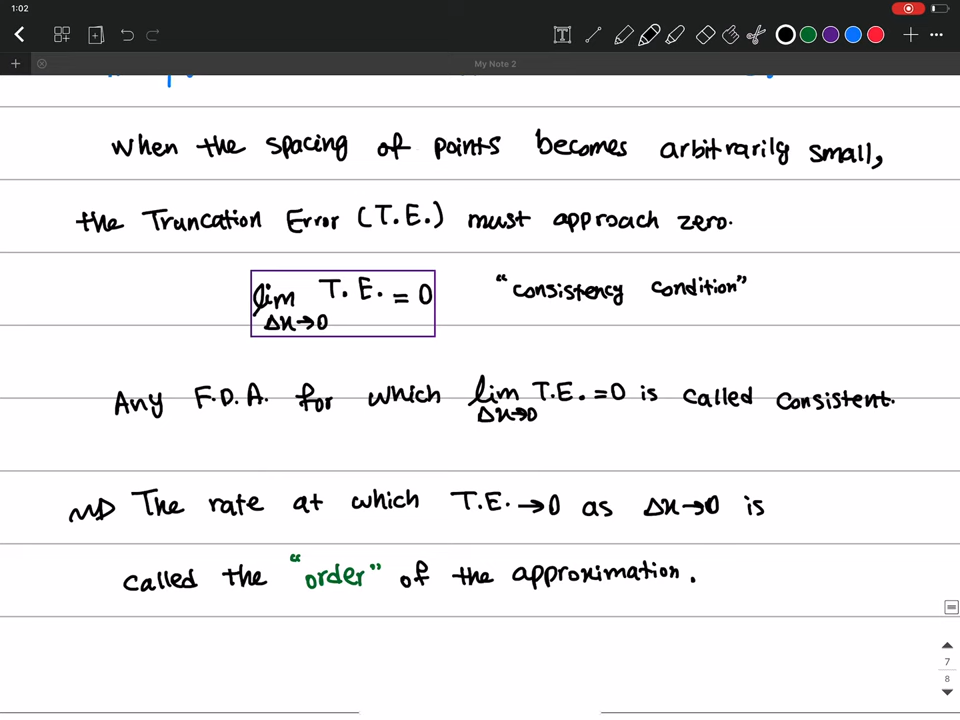 1:02
My Note 2
When the spacing of points becomes arbitrarily small,
the Truncation Error (T.E.) must approach zero.
lim T.E. = 0 "consistency condition"
Δx→0
Any F.D.A. for which lim T.E. = 0 is called consistent.
Δx→0
The rate at which T.E. → 0 as Δx→0 is
called the "order" of the approximation.
7
8